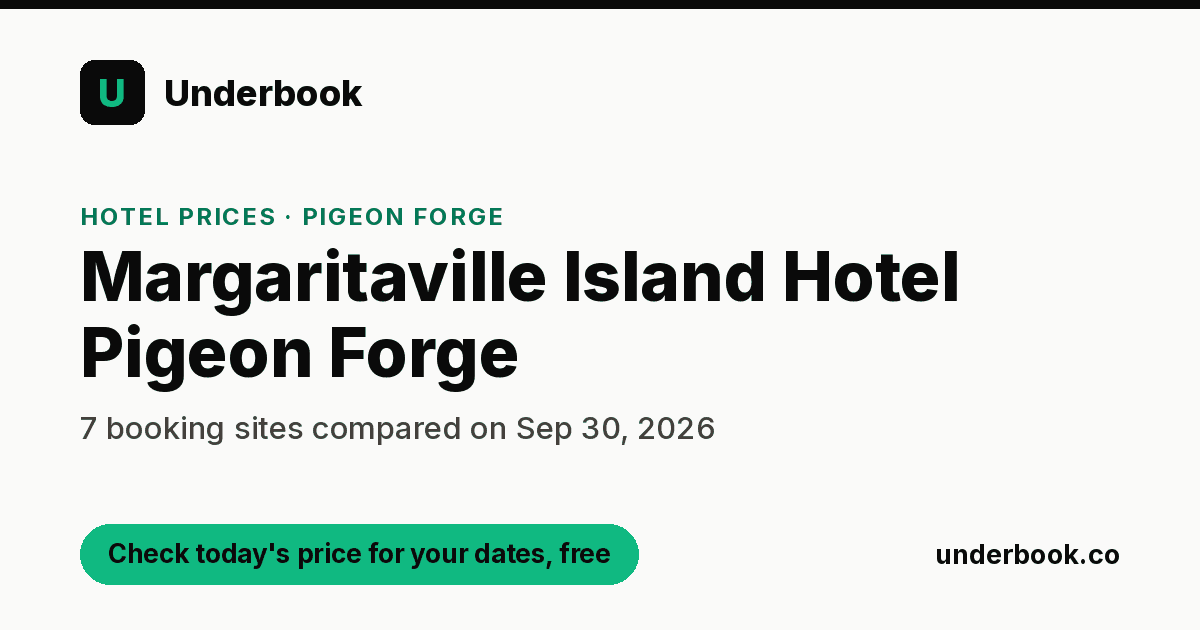 U Underbook
HOTEL PRICES · PIGEON FORGE
Margaritaville Island Hotel
Pigeon Forge
7 booking sites compared on Sep 30, 2026
Check today's price for your dates, free
underbook.co